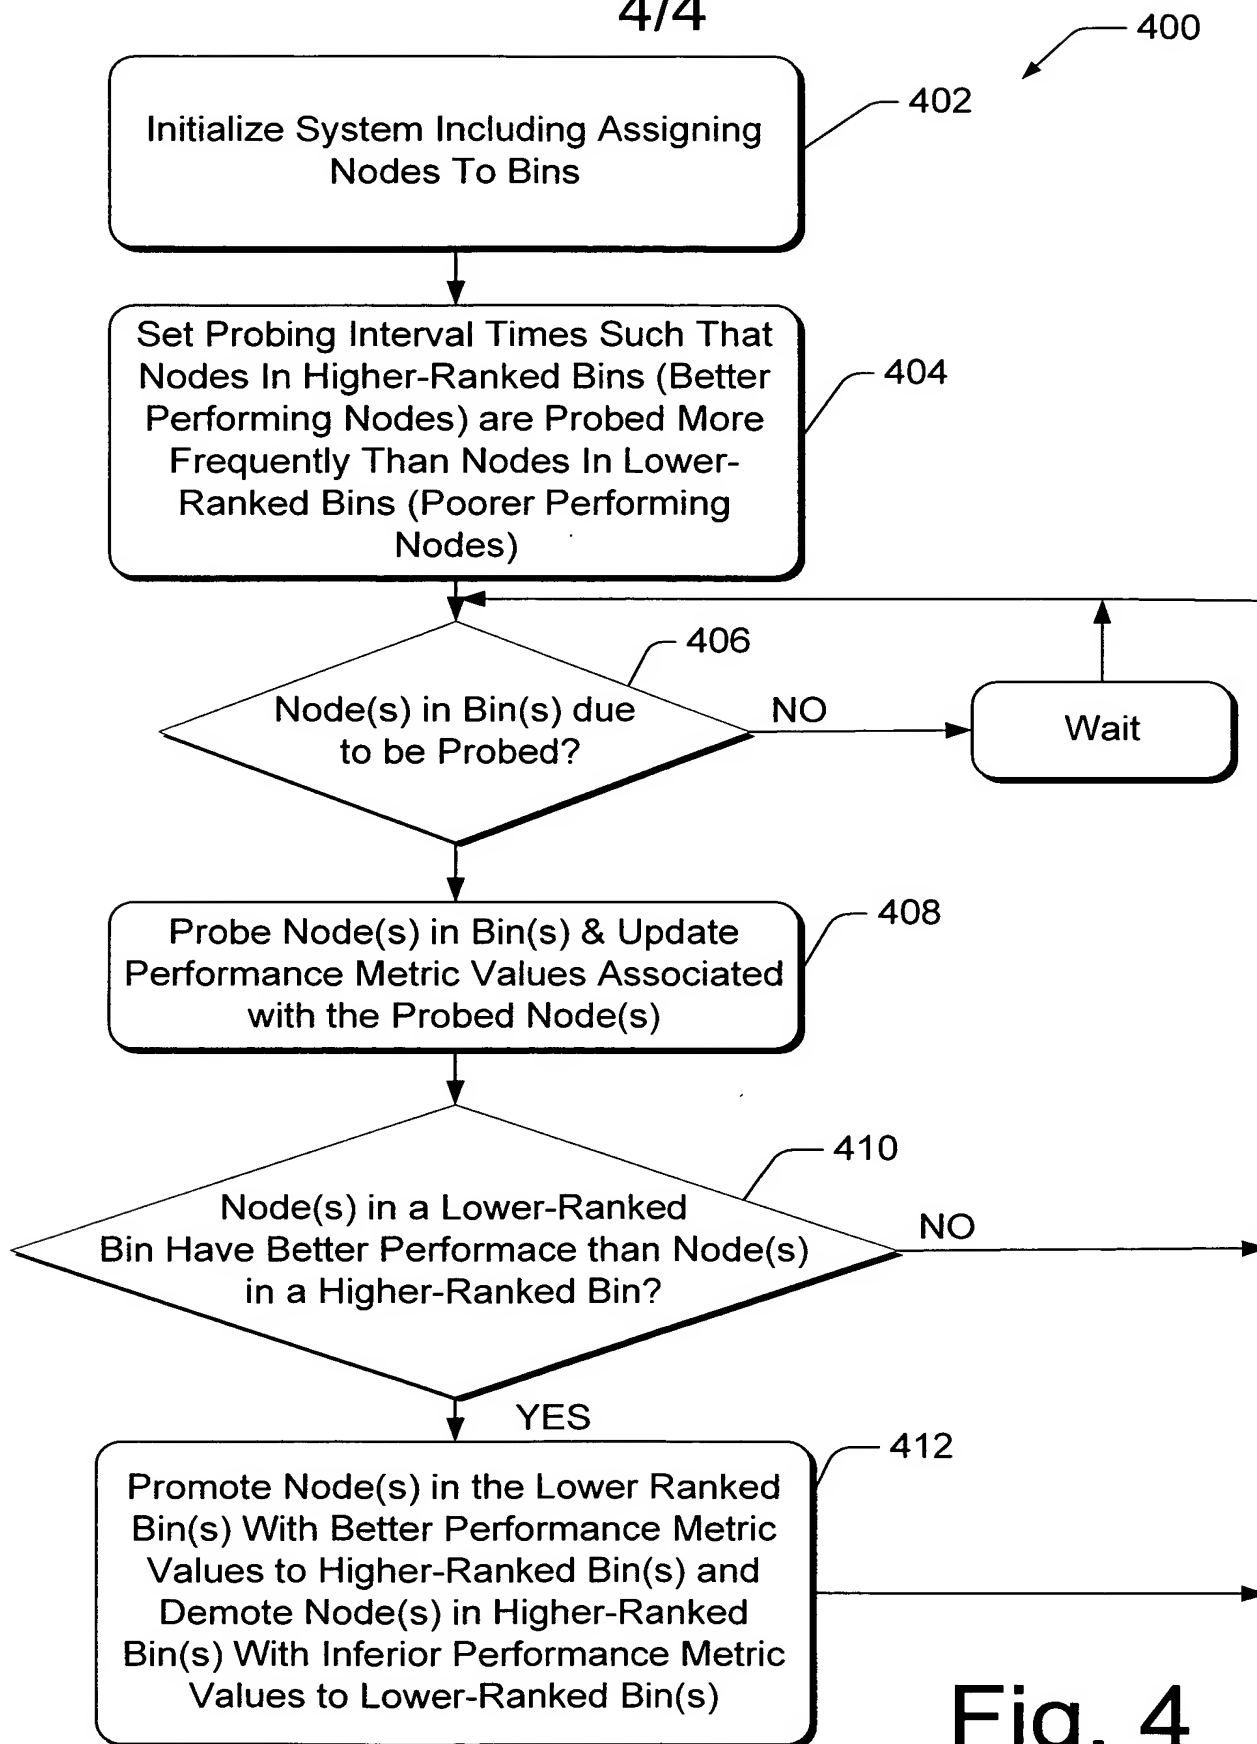 4/4
400
402
Initialize System Including Assigning
Nodes To Bins
Set Probing Interval Times Such That
Nodes In Higher-Ranked Bins (Better
Performing Nodes) are Probed More
Frequently Than Nodes In Lower-
Ranked Bins (Poorer Performing
Nodes)
404
406
Node(s) in Bin(s) due
to be Probed?
NO
Wait
408
Probe Node(s) in Bin(s) & Update
Performance Metric Values Associated
with the Probed Node(s)
410
Node(s) in a Lower-Ranked
Bin Have Better Performace than Node(s)
in a Higher-Ranked Bin?
NO
YES
412
Promote Node(s) in the Lower Ranked
Bin(s) With Better Performance Metric
Values to Higher-Ranked Bin(s) and
Demote Node(s) in Higher-Ranked
Bin(s) With Inferior Performance Metric
Values to Lower-Ranked Bin(s)
Fig. 4